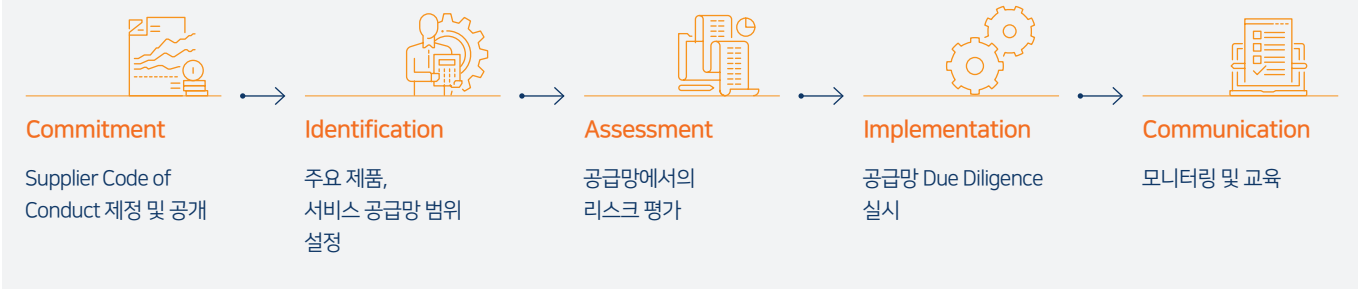 Commitment
Supplier Code of
Conduct 제정 및 공개
Identification
주요 제품,
서비스 공급망 범위
설정
Assessment
공급망에서의
리스크 평가
Implementation
공급망 Due Diligence
실시
Communication
모니터링 및 교육